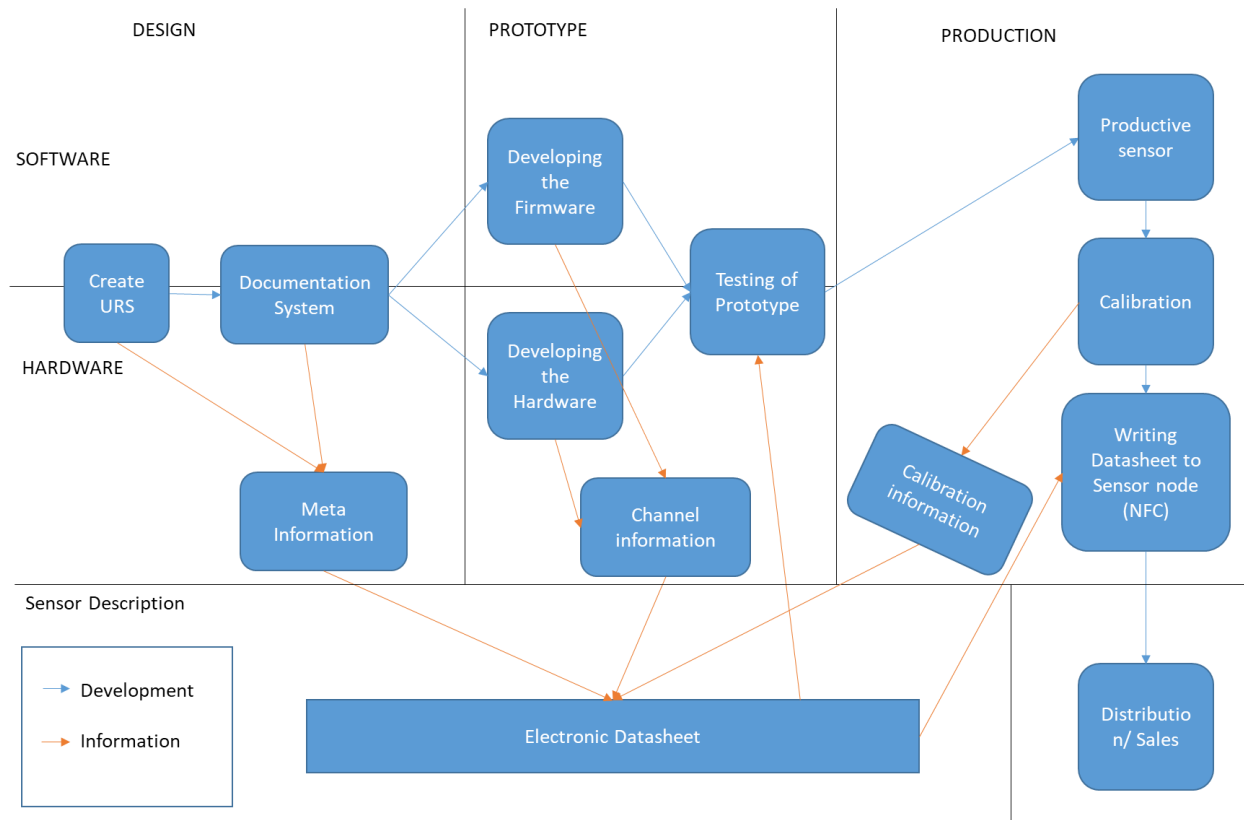 DESIGN
PROTOTYPE
PRODUCTION
SOFTWARE
HARDWARE
Create
URS
Documentation
System
Developing
the
Firmware
Developing
the
Hardware
Testing of
Prototype
Productive
sensor
Calibration
Writing
Datasheet to
Sensor node
(NFC)
Meta
Information
Channel
information
Calibration
information
Sensor Description
Development
Information
Electronic Datasheet
Distributio
n/ Sales